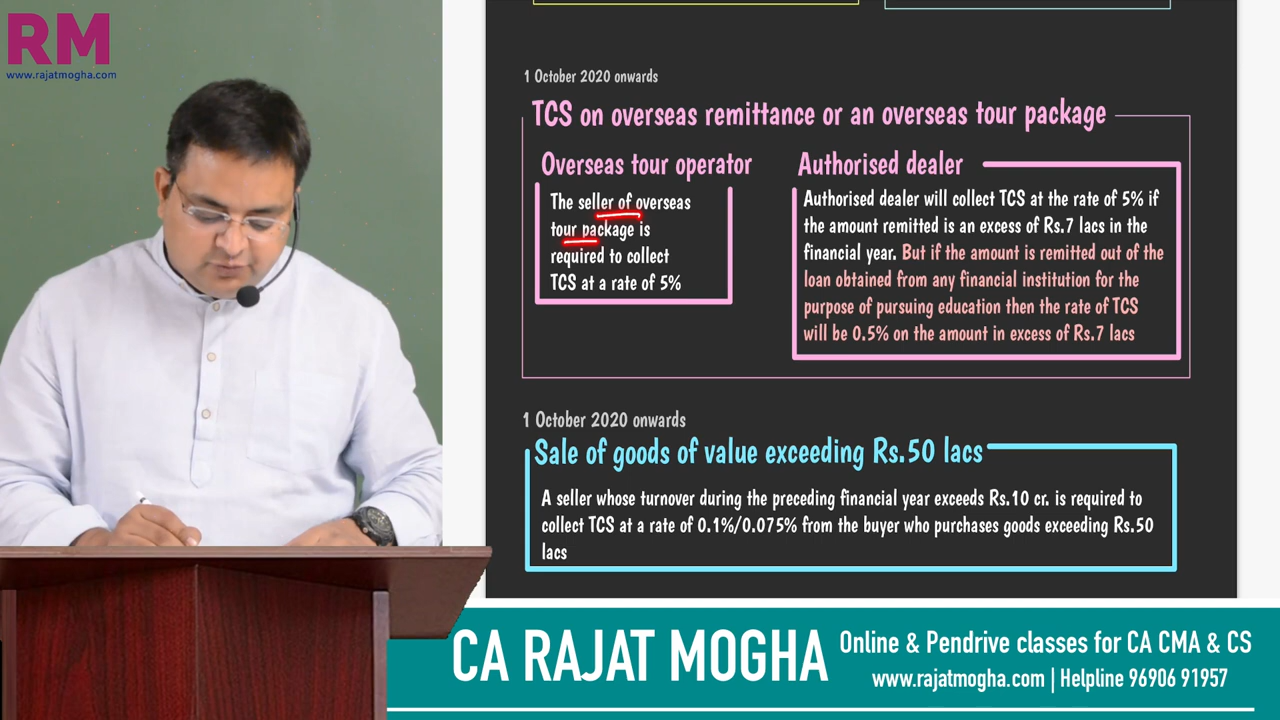 RM
www.rajatmogha.com
1 October 2020 onwards
TCS on overseas remittance or an overseas tour package
Overseas tour operator
The seller of overseas
tour package is
required to collect
TCS at a rate of 5%
Authorised dealer
Authorised dealer will collect TCS at the rate of 5% if
the amount remitted is an excess of Rs.7 lacs in the
financial year. But if the amount is remitted out of the
loan obtained from any financial institution for the
purpose of pursuing education then the rate of TCS
will be 0.5% on the amount in excess of Rs.7 lacs
1 October 2020 onwards
Sale of goods of value exceeding Rs.50 lacs
A seller whose turnover during the preceding financial year exceeds Rs.10 cr. is required to
collect TCS at a rate of 0.1%/0.075% from the buyer who purchases goods exceeding Rs.50
lacs
CA RAJAT MOGHA
Online & Pendrive classes for CA CMA & CS
www.rajatmogha.com | Helpline 96906 91957